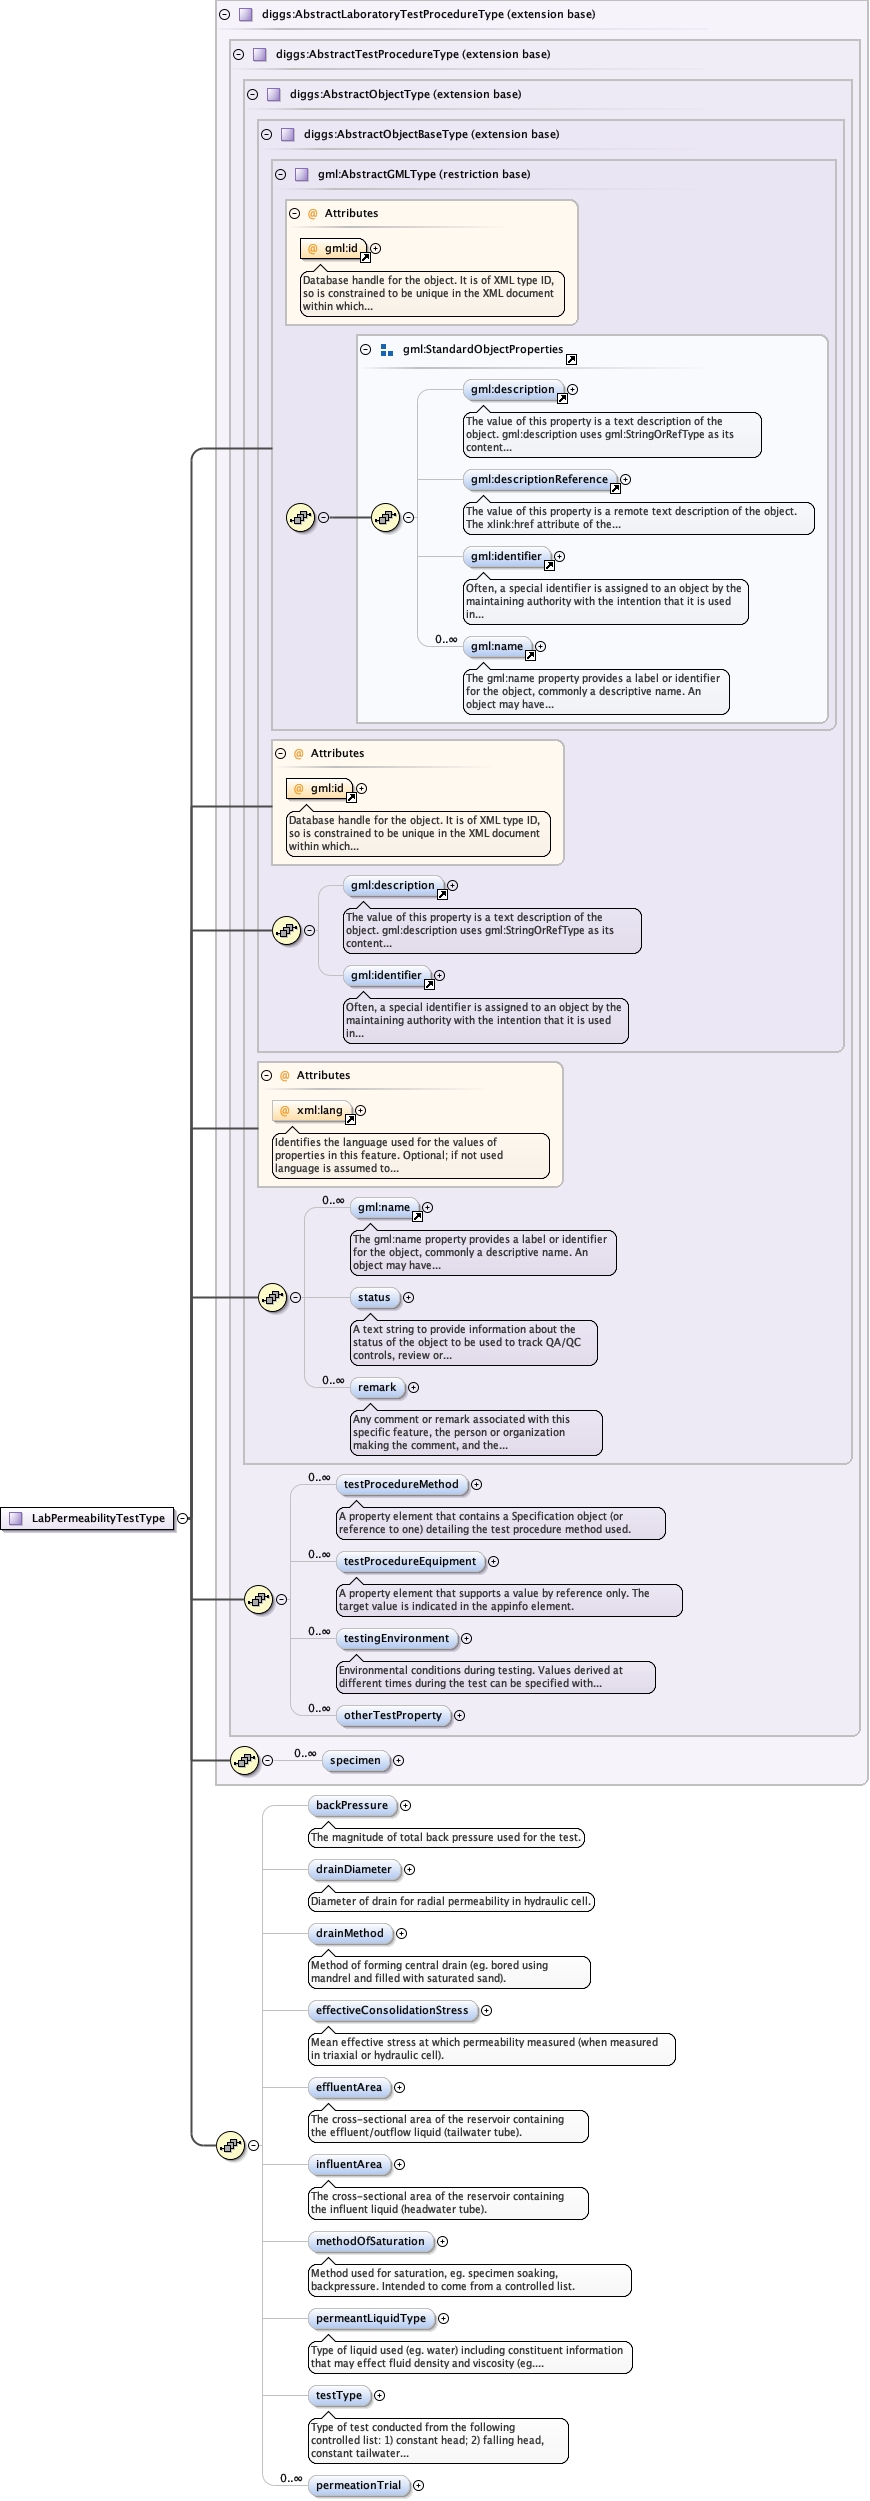 diggs:AbstractLaboratoryTestProcedureType (extension base)
diggs:AbstractTestProcedureType (extension base)
diggs:AbstractObjectType (extension base)
diggs:AbstractObjectBaseType (extension base)
gml:AbstractGMLType (restriction base)
@ Attributes
@ gml:id
Database handle for the object. It is of XML type ID,
so is constrained to be unique in the XML document
within which...
gml:StandardObjectProperties
gml:description
The value of this property is a text description of the
object. gml:description uses gml:StringOrRefType as its
content...
gml:descriptionReference
The value of this property is a remote text description of the object.
The xlink:href attribute of the...
gml:identifier
Often, a special identifier is assigned to an object by the
maintaining authority with the intention that it is used
in...
0..∞
gml:name
The gml:name property provides a label or identifier
for the object, commonly a descriptive name. An
object may have...
@ Attributes
@ gml:id
Database handle for the object. It is of XML type ID,
so is constrained to be unique in the XML document
within which...
gml:description
The value of this property is a text description of the
object. gml:description uses gml:StringOrRefType as its
content...
gml:identifier
Often, a special identifier is assigned to an object by the
maintaining authority with the intention that it is used
in...
@ Attributes
@ xml:lang
Identifies the language used for the values of
properties in this feature. Optional; if not used
language is assumed to...
0..∞
gml:name
The gml:name property provides a label or identifier
for the object, commonly a descriptive name. An
object may have...
status
A text string to provide information about the
status of the object to be used to track QA/QC
controls, review or...
0..∞
remark
Any comment or remark associated with this
specific feature, the person or organization
making the comment, and the...
0..∞
testProcedureMethod
A property element that contains a Specification object (or
reference to one) detailing the test procedure method used.
LabPermeabilityTestType
0..∞
testProcedureEquipment
A property element that supports a value by reference only. The
target value is indicated in the appinfo element.
0..∞
testingEnvironment
Environmental conditions during testing. Values derived at
different times during the test can be specified with...
0..∞
otherTestProperty
0..∞
specimen
backPressure
The magnitude of total back pressure used for the test.
drainDiameter
Diameter of drain for radial permeability in hydraulic cell.
drainMethod
Method of forming central drain (eg. bored using
mandrel and filled with saturated sand).
effectiveConsolidationStress
Mean effective stress at which permeability measured (when measured
in triaxial or hydraulic cell).
effluentArea
The cross-sectional area of the reservoir containing
the effluent/outflow liquid (tailwater tube).
influentArea
The cross-sectional area of the reservoir containing
the influent liquid (headwater tube).
methodOfSaturation
Method used for saturation, eg. specimen soaking,
backpressure. Intended to come from a controlled list.
permeantLiquidType
Type of liquid used (eg. water) including constituent information
that may effect fluid density and viscosity (eg....
testType
Type of test conducted from the following
controlled list: 1) constant head; 2) falling head,
constant tailwater...
0..∞
permeationTrial